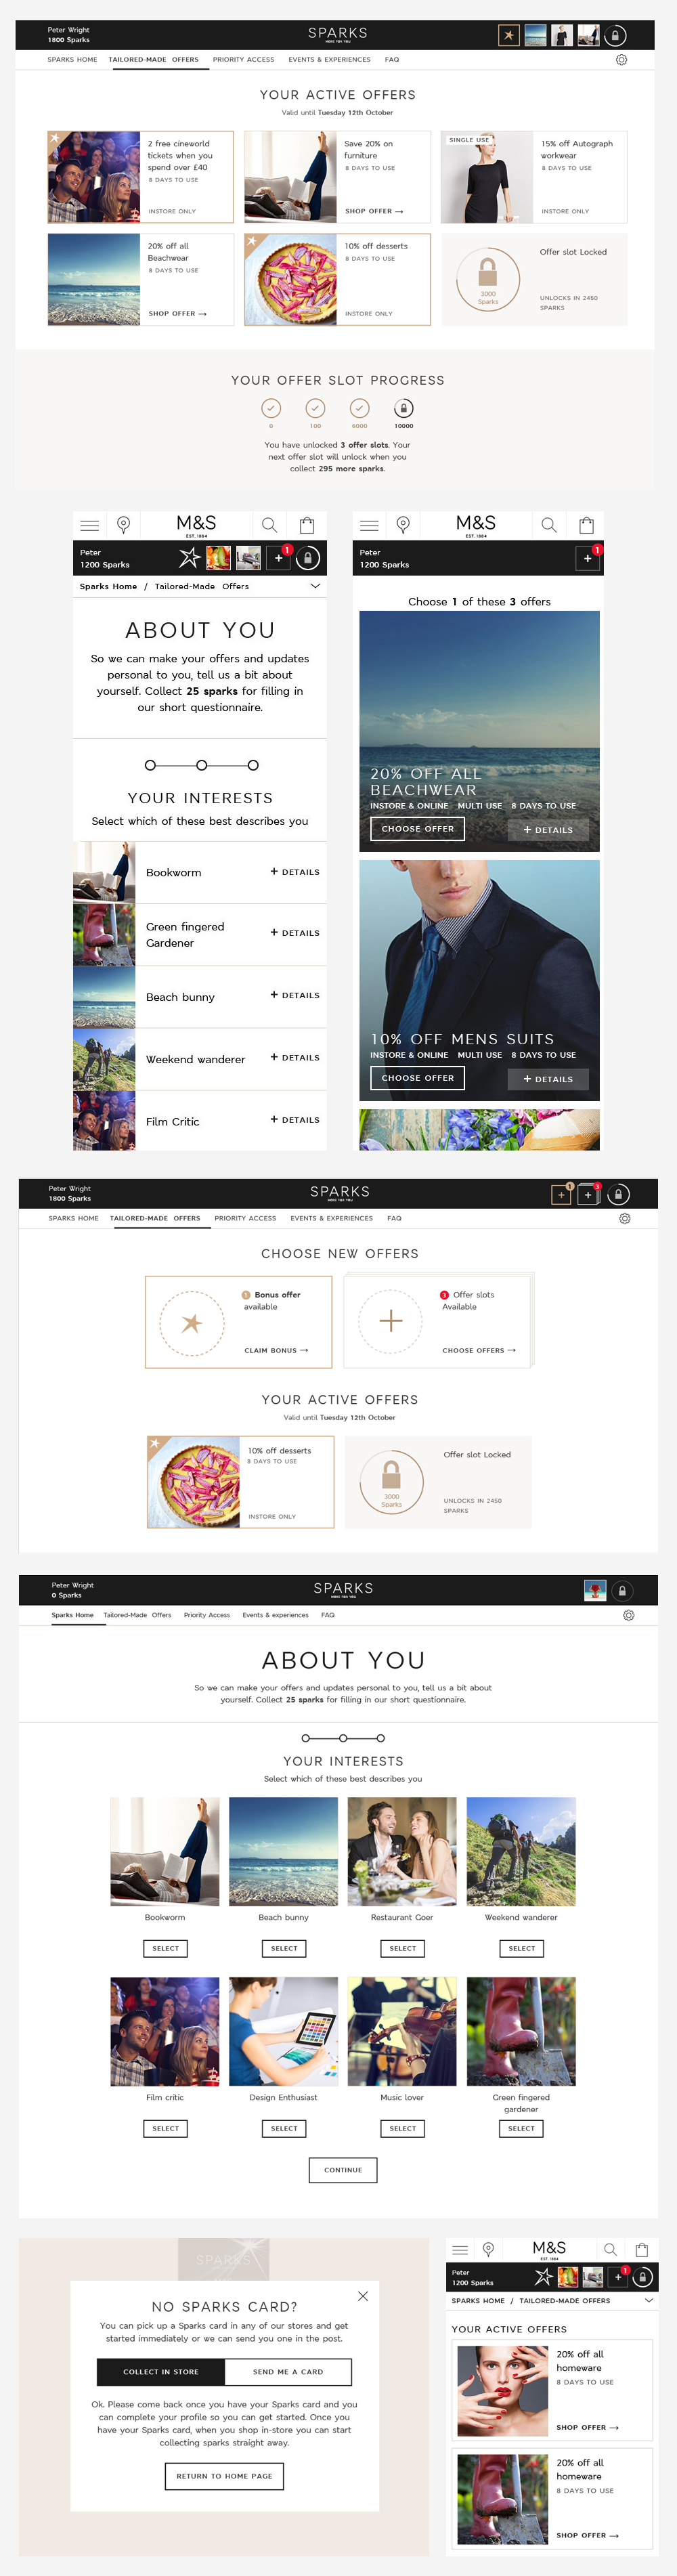 Peter Wright
1800 Sparks
SPARKS
MORE FOR YOU
SPARKS HOME TAILORED-MADE OFFERS PRIORITY ACCESS EVENTS & EXPERIENCES FAQ
YOUR ACTIVE OFFERS
Valid until Tuesday 12th October
2 free cineworld
tickets when you
spend over £40
8 DAYS TO USE
INSTORE ONLY
Save 20% on
furniture
8 DAYS TO USE
SHOP OFFER →
SINGLE USE
15% off Autograph
workwear
8 DAYS TO USE
INSTORE ONLY
20% off all
Beachwear
8 DAYS TO USE
SHOP OFFER →
10% off desserts
8 DAYS TO USE
INSTORE ONLY
3000
Sparks
Offer slot Locked
UNLOCKS IN 2450
SPARKS
YOUR OFFER SLOT PROGRESS
0 100 6000 10000
You have unlocked 3 offer slots. Your
next offer slot will unlock when you
collect 295 more sparks.
M&S
EST. 1884
Peter
1200 Sparks
+ 1
Sparks Home / Tailored-Made Offers
ABOUT YOU
So we can make your offers and updates
personal to you, tell us a bit about
yourself. Collect 25 sparks for filling in
our short questionnaire.
YOUR INTERESTS
Select which of these best describes you
Bookworm + DETAILS
Green fingered
Gardener
+ DETAILS
Beach bunny + DETAILS
Weekend wanderer + DETAILS
Film Critic + DETAILS
M&S
EST. 1884
Peter
1200 Sparks
+ 1
Choose 1 of these 3 offers
20% OFF ALL
BEACHWEAR
INSTORE & ONLINE MULTI USE 8 DAYS TO USE
CHOOSE OFFER + DETAILS
10% OFF MENS SUITS
INSTORE & ONLINE MULTI USE 8 DAYS TO USE
CHOOSE OFFER + DETAILS
Peter Wright
1800 Sparks
SPARKS
MORE FOR YOU
+ 1 + 3
SPARKS HOME TAILORED-MADE OFFERS PRIORITY ACCESS EVENTS & EXPERIENCES FAQ
CHOOSE NEW OFFERS
1 Bonus offer
available
CLAIM BONUS →
3 Offer slots
Available
CHOOSE OFFERS →
YOUR ACTIVE OFFERS
Valid until Tuesday 12th October
10% off desserts
8 DAYS TO USE
INSTORE ONLY
3000
Sparks
Offer slot Locked
UNLOCKS IN 2450
SPARKS
Peter Wright
0 Sparks
SPARKS
MORE FOR YOU
Sparks Home Tailored-Made Offers Priority Access Events & experiences FAQ
ABOUT YOU
So we can make your offers and updates personal to you, tell us a bit about
yourself. Collect 25 sparks for filling in our short questionnaire.
YOUR INTERESTS
Select which of these best describes you
Bookworm Beach bunny Restaurant Goer Weekend wanderer
SELECT SELECT SELECT SELECT
Film critic Design Enthusiast Music lover Green fingered
gardener
SELECT SELECT SELECT SELECT
CONTINUE
SPARKS
NO SPARKS CARD?
You can pick up a Sparks card in any of our stores and get
started immediately or we can send you one in the post.
COLLECT IN STORE SEND ME A CARD
Ok. Please come back once you have your Sparks card and you
can complete your profile so you can get started. Once you
have your Sparks card, when you shop in-store you can start
collecting sparks straight away.
RETURN TO HOME PAGE
M&S
EST. 1884
Peter
1200 Sparks
+ 1
SPARKS HOME / TAILORED-MADE OFFERS
YOUR ACTIVE OFFERS
20% off all
homeware
8 DAYS TO USE
SHOP OFFER →
20% off all
homeware
8 DAYS TO USE
SHOP OFFER →